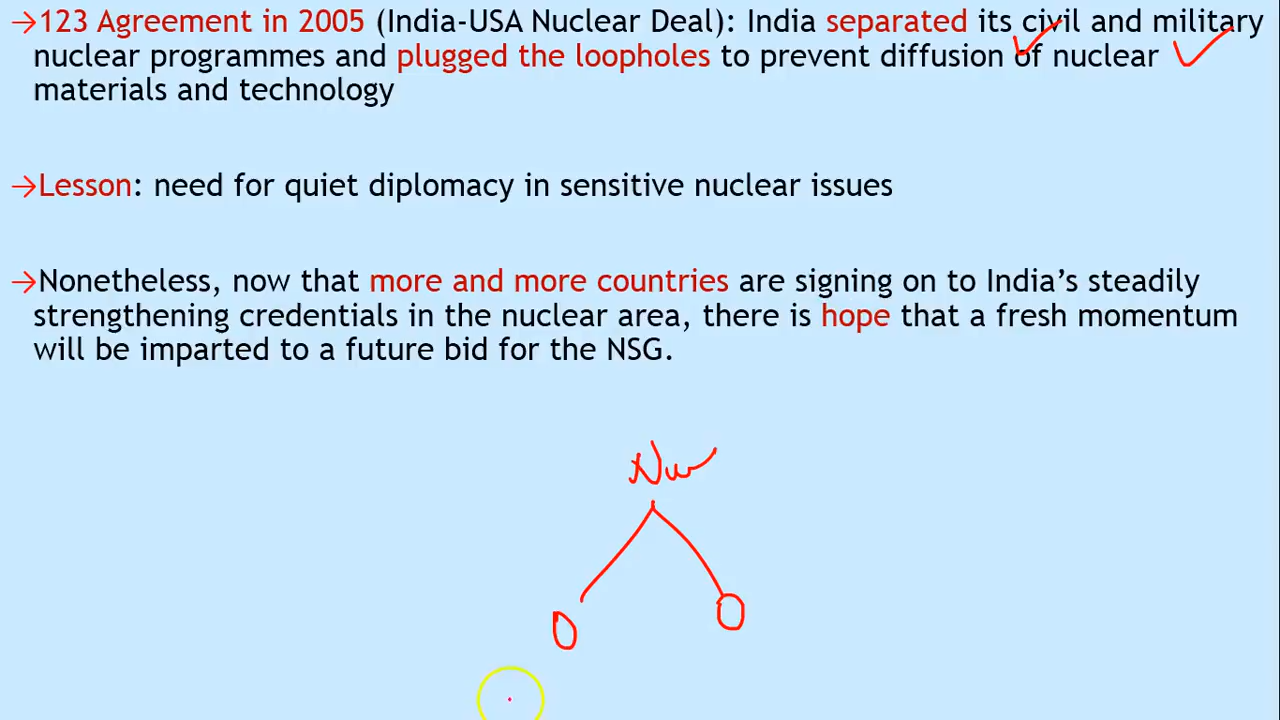 →123 Agreement in 2005 (India-USA Nuclear Deal): India separated its civil and military
nuclear programmes and plugged the loopholes to prevent diffusion of nuclear
materials and technology
→Lesson: need for quiet diplomacy in sensitive nuclear issues
→Nonetheless, now that more and more countries are signing on to India's steadily
strengthening credentials in the nuclear area, there is hope that a fresh momentum
will be imparted to a future bid for the NSG.